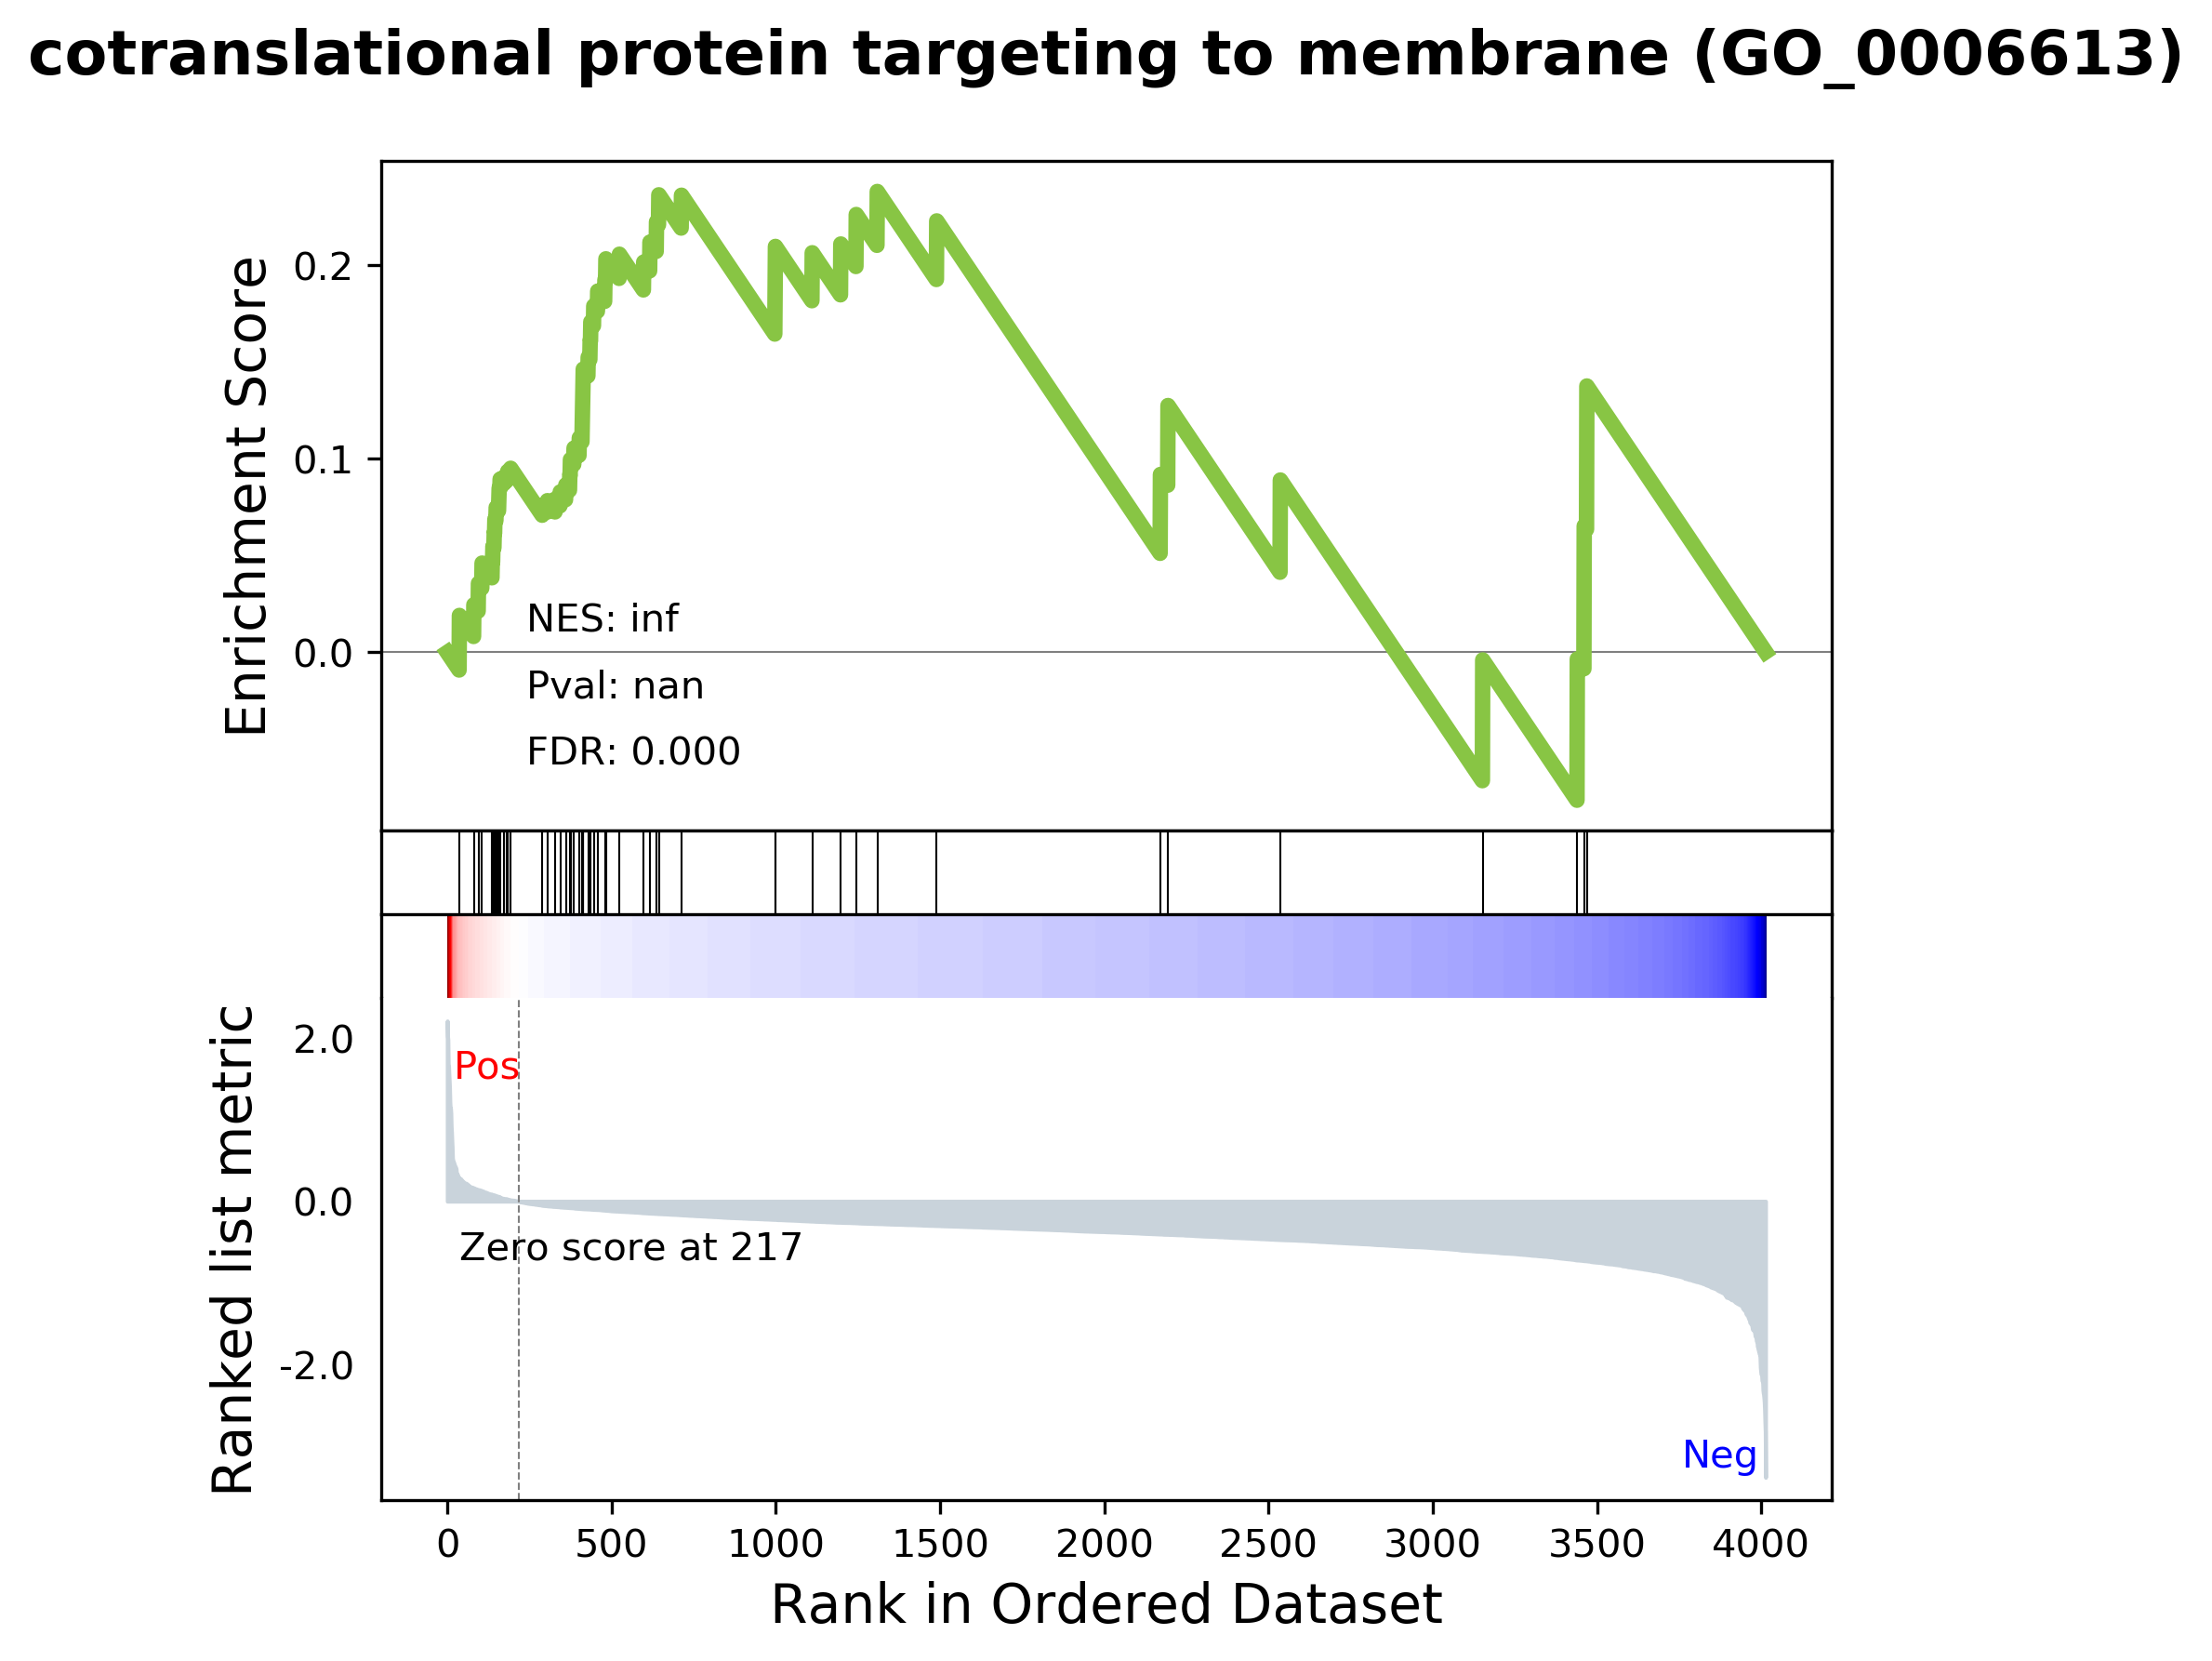 cotranslational protein targeting to membrane (GO_0006613)
Enrichment Score
0.2
0.1
0.0
NES: inf
Pval: nan
FDR: 0.000
Ranked list metric
2.0
0.0
-2.0
Pos
Zero score at 217
Neg
0 500 1000 1500 2000 2500 3000 3500 4000
Rank in Ordered Dataset